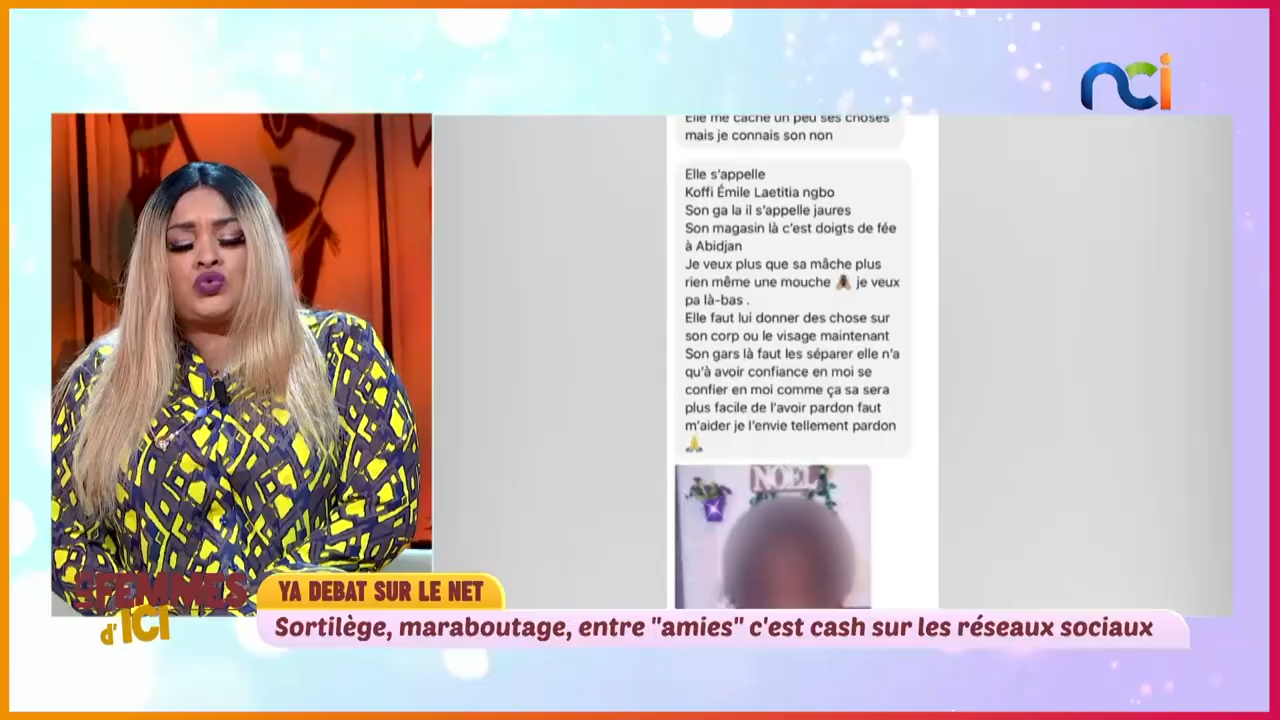 nci
Elle me cache un peu ses choses
mais je connais son non
Elle s'appelle
Koffi Émile Laetitia ngbo
Son ga la il s'appelle jaures
Son magasin là c'est doigts de fée
à Abidjan
Je veux plus que sa mâche plus
rien même une mouche 🪰 je veux
pa là-bas .
Elle faut lui donner des chose sur
son corp ou le visage maintenant
Son gars là faut les séparer elle n'a
qu'à avoir confiance en moi se
confier en moi comme ça sa sera
plus facile de l'avoir pardon faut
m'aider je l'envie tellement pardon
🙏
NOEL
FEMMES
d'ICI
YA DEBAT SUR LE NET
Sortilège, maraboutage, entre "amies" c'est cash sur les réseaux sociaux